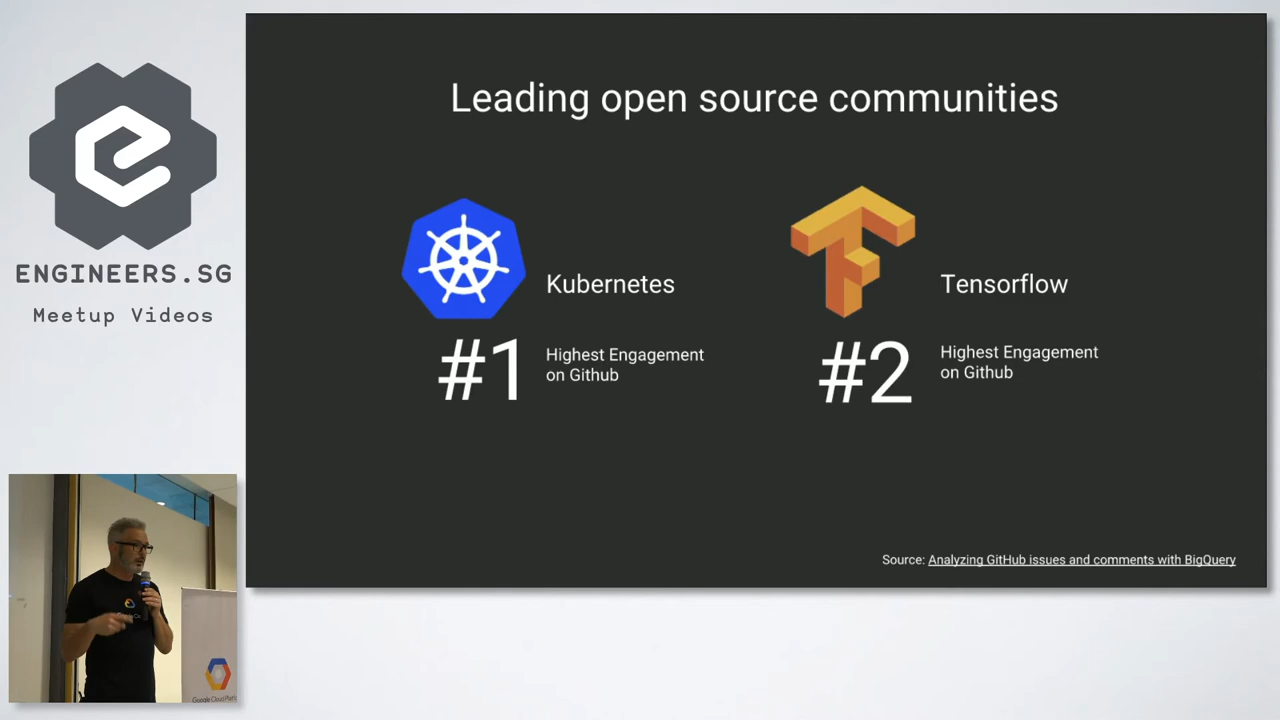 ENGINEERS.SG
Meetup Videos
Leading open source communities
Kubernetes
#1
Highest Engagement
on Github
Tensorflow
#2
Highest Engagement
on Github
Source: Analyzing GitHub issues and comments with BigQuery